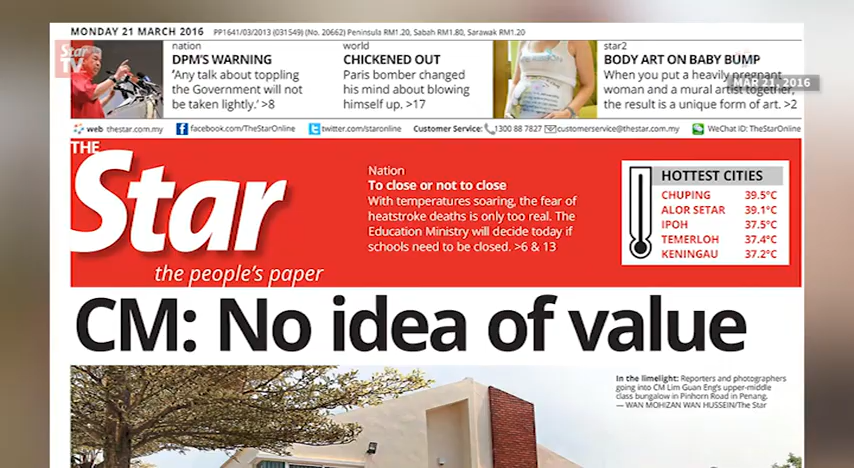 MONDAY 21 MARCH 2016 PP1641/03/2013 (031549) (No. 20662) Peninsula RM1.20, Sabah RM1.80, Sarawak RM1.20
Star
TV
nation
DPM'S WARNING
'Any talk about toppling
the Government will not
be taken lightly.' >8
world
CHICKENED OUT
Paris bomber changed
his mind about blowing
himself up. >17
star2
BODY ART ON BABY BUMP
When you put a heavily pregnant
woman and a mural artist together,
the result is a unique form of art. >2
MAR 21, 2016
web thestar.com.my facebook.com/TheStarOnline twitter.com/staronline Customer Service: 1300 88 7827 customerservice@thestar.com.my WeChat ID: TheStarOnline
THE
Star
the people's paper
Nation
To close or not to close
With temperatures soaring, the fear of
heatstroke deaths is only too real. The
Education Ministry will decide today if
schools need to be closed. >6 & 13
HOTTEST CITIES
CHUPING 39.5°C
ALOR SETAR 39.1°C
IPOH 37.5°C
TEMERLOH 37.4°C
KENINGAU 37.2°C
CM: No idea of value
In the limelight: Reporters and photographers
going into CM Lim Guan Eng's upper-middle
class bungalow in Pinhorn Road in Penang.
— WAN MOHIZAN WAN HUSSEIN/The Star